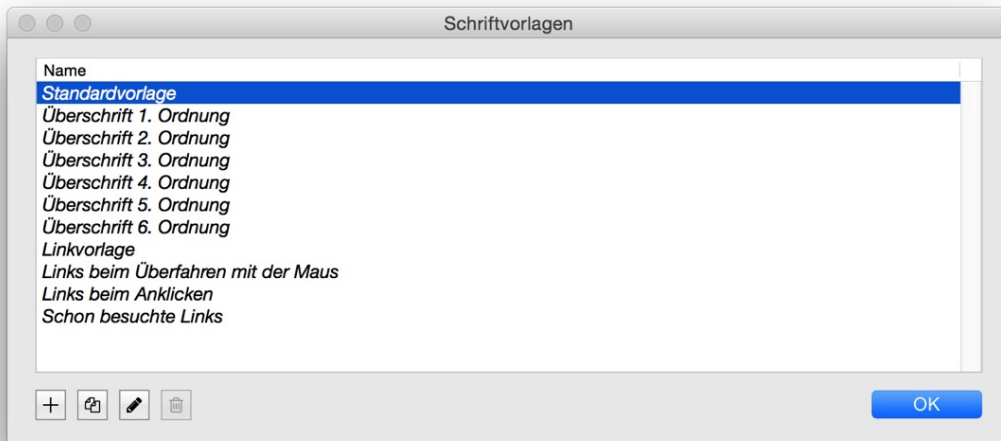 Schriftvorlagen
Name
Standardvorlage
Überschrift 1. Ordnung
Überschrift 2. Ordnung
Überschrift 3. Ordnung
Überschrift 4. Ordnung
Überschrift 5. Ordnung
Überschrift 6. Ordnung
Linkvorlage
Links beim Überfahren mit der Maus
Links beim Anklicken
Schon besuchte Links
OK